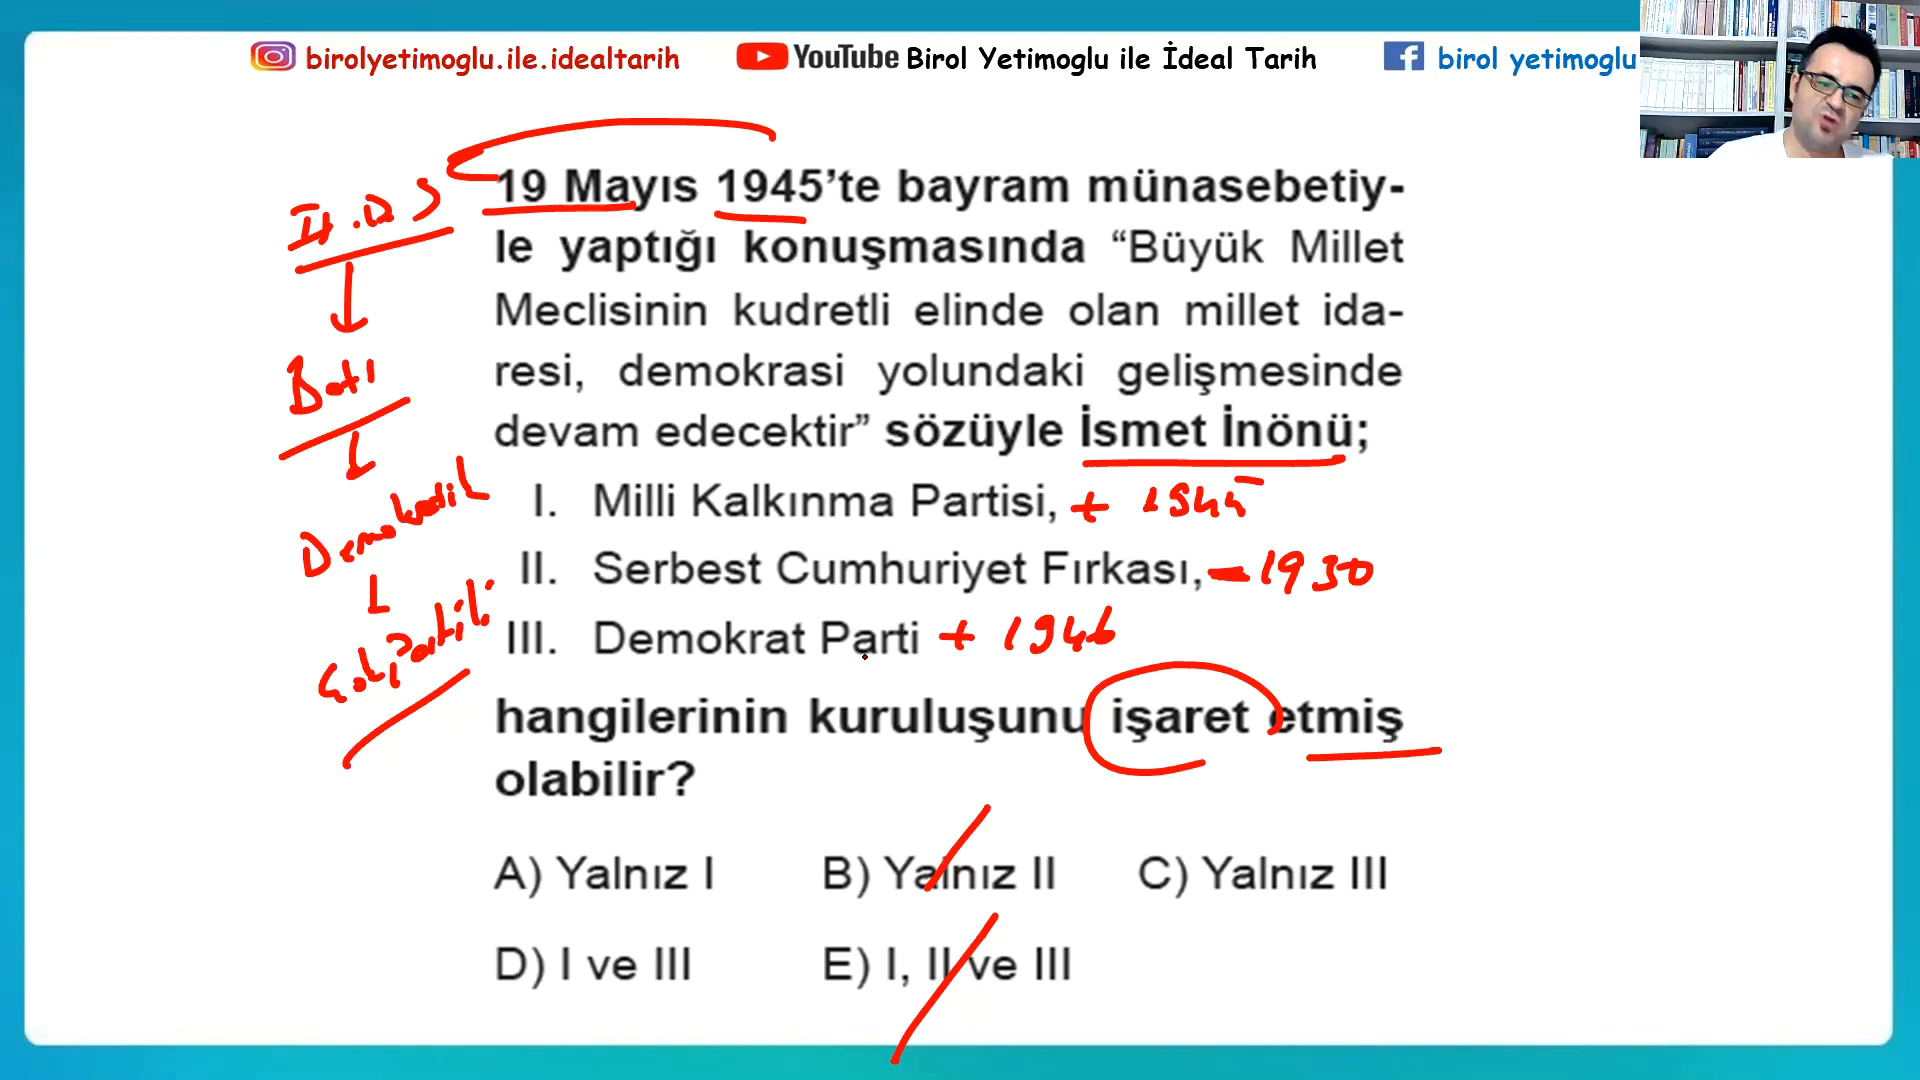 birolyetimoglu.ile.idealtarih YouTube Birol Yetimoglu ile İdeal Tarih birol yetimoglu
19 Mayıs 1945’te bayram münasebetiy-
le yaptığı konuşmasında “Büyük Millet
Meclisinin kudretli elinde olan millet ida-
resi, demokrasi yolundaki gelişmesinde
devam edecektir” sözüyle İsmet İnönü;
I. Milli Kalkınma Partisi, + 1945
II. Serbest Cumhuriyet Fırkası, - 1930
III. Demokrat Parti + 1946
hangilerinin kuruluşunu işaret etmiş
olabilir?
A) Yalnız I B) Yalnız II C) Yalnız III
D) I ve III E) I, II ve III
II.D.S
Batı
Demokratik
Çok Partili